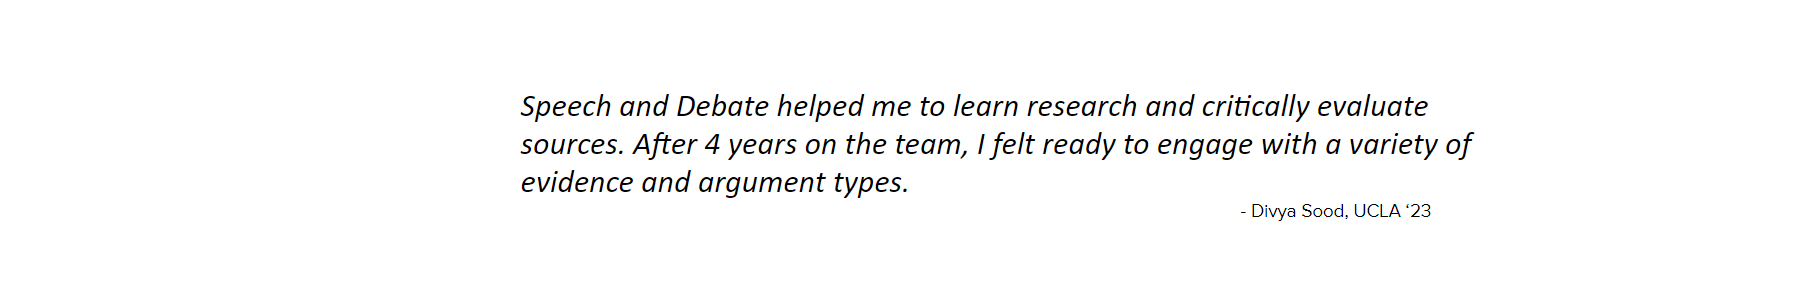 Speech and Debate helped me to learn research and critically evaluate
sources. After 4 years on the team, I felt ready to engage with a variety of
evidence and argument types.
- Divya Sood, UCLA ‘23